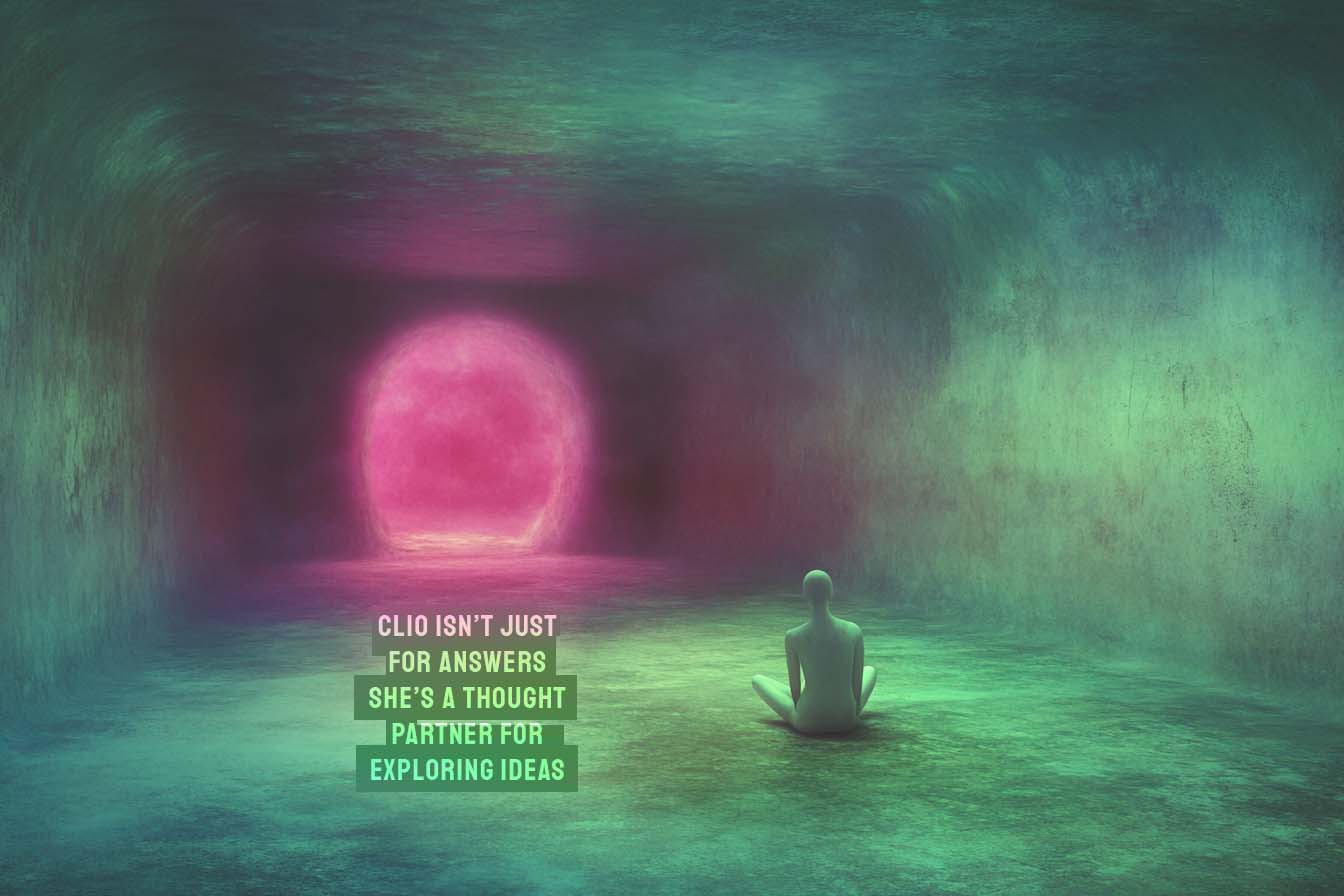 CLIO ISN’T JUST
FOR ANSWERS
SHE’S A THOUGHT
PARTNER FOR
EXPLORING IDEAS